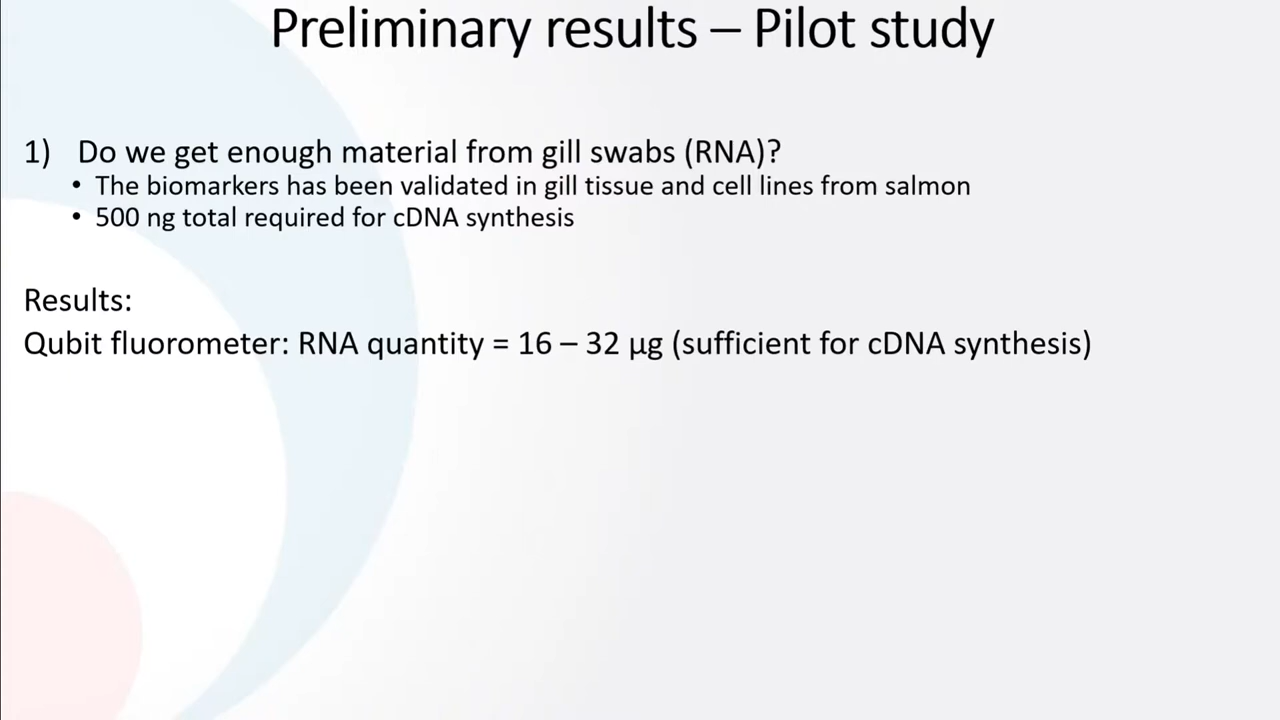 Preliminary results – Pilot study
1) Do we get enough material from gill swabs (RNA)?
• The biomarkers has been validated in gill tissue and cell lines from salmon
• 500 ng total required for cDNA synthesis
Results:
Qubit fluorometer: RNA quantity = 16 – 32 µg (sufficient for cDNA synthesis)